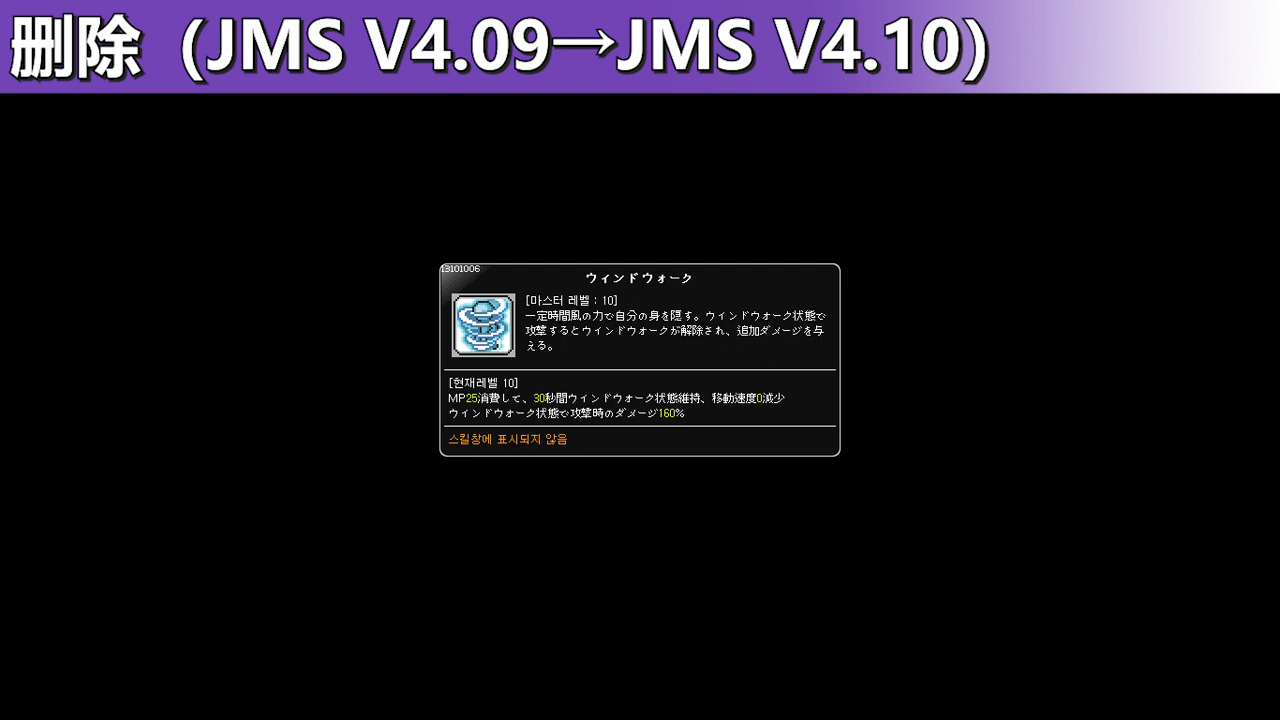 删除（JMS V4.09→JMS V4.10）
13101006
ウィンドウォーク
[마스터 레벨 : 10]
一定時間風の力で自分の身を隠す。ウインドウォーク状態で
攻撃するとウインドウォークが解除され、追加ダメージを与
える。
[현재레벨 10]
MP25消費して、30秒間ウィンドウォーク状態維持、移動速度0減少
ウィンドウォーク状態で攻撃時のダメージ160%
스킬창에 표시되지 않음